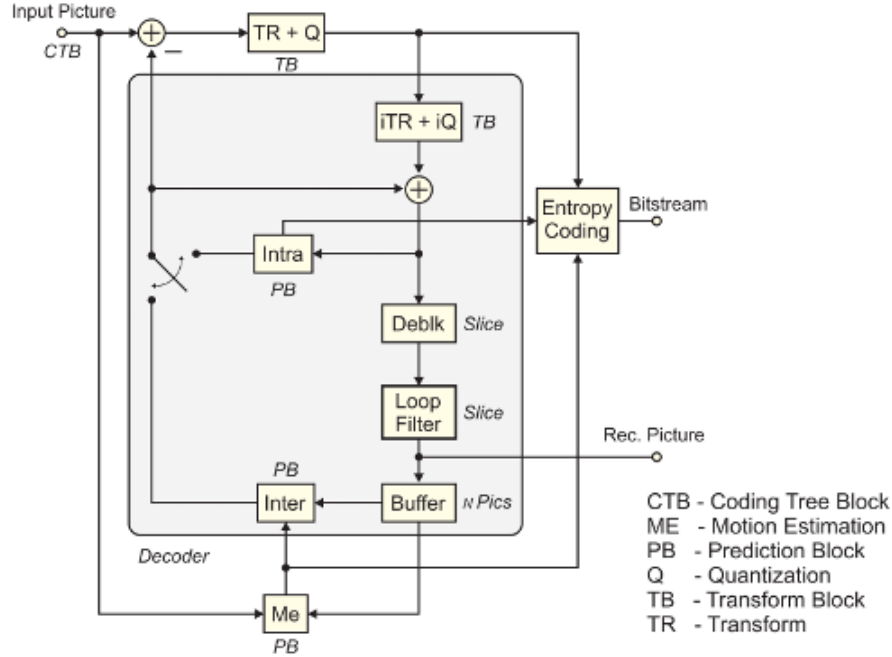 Input Picture
CTB
+
−
TR + Q
TB
iTR + iQ
TB
+
Entropy
Coding
Bitstream
Intra
PB
Deblk
Slice
Loop
Filter
Slice
Rec. Picture
PB
Inter
Buffer
N Pics
Decoder
Me
PB
CTB - Coding Tree Block
ME - Motion Estimation
PB - Prediction Block
Q - Quantization
TB - Transform Block
TR - Transform